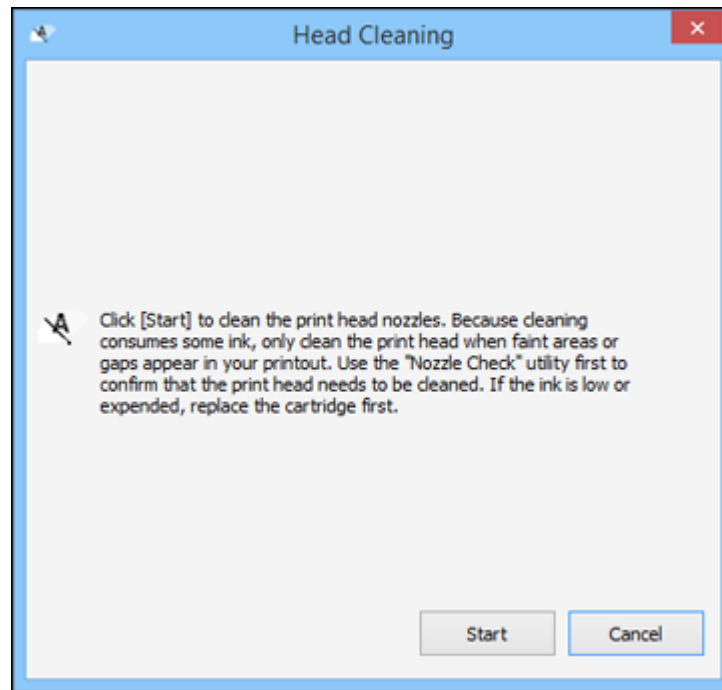 Head Cleaning
Click [Start] to clean the print head nozzles. Because cleaning
consumes some ink, only clean the print head when faint areas or
gaps appear in your printout. Use the "Nozzle Check" utility first to
confirm that the print head needs to be cleaned. If the ink is low or
expended, replace the cartridge first.
Start
Cancel